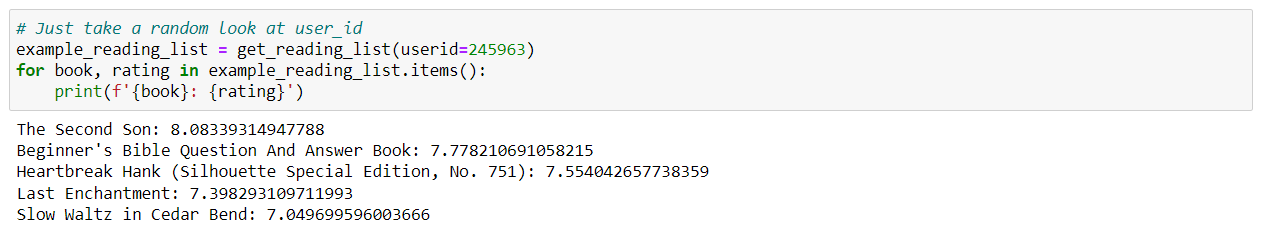 # Just take a random look at user_id
example_reading_list = get_reading_list(userid=245963)
for book, rating in example_reading_list.items():
    print(f'{book}: {rating}')
The Second Son: 8.08339314947788
Beginner's Bible Question And Answer Book: 7.778210691058215
Heartbreak Hank (Silhouette Special Edition, No. 751): 7.554042657738359
Last Enchantment: 7.398293109711993
Slow Waltz in Cedar Bend: 7.049699596003666